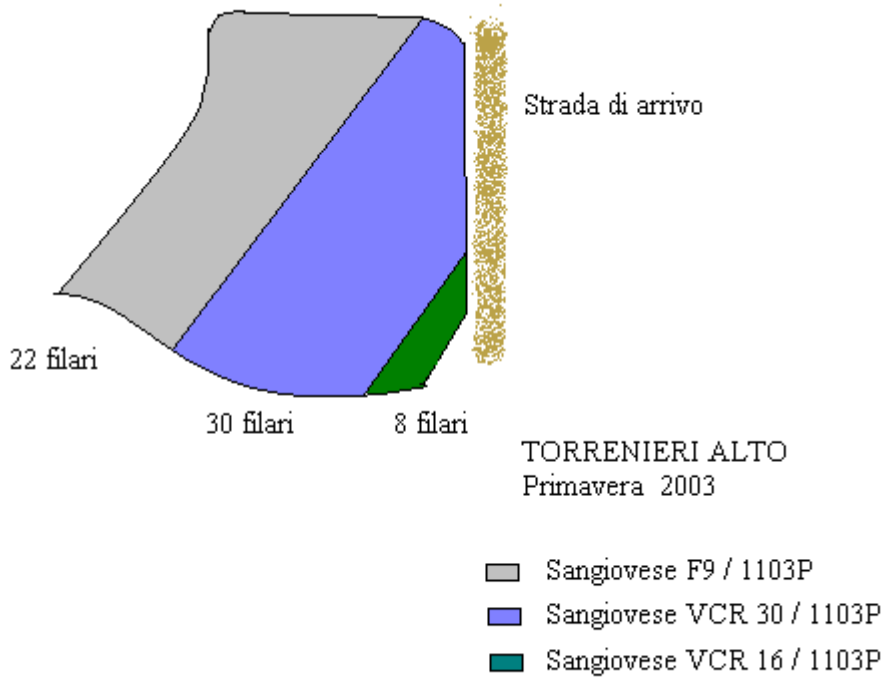 Strada di arrivo
22 filari
30 filari
8 filari
TORRENIERI ALTO
Primavera 2003
Sangiovese F9 / 1103P
Sangiovese VCR 30 / 1103P
Sangiovese VCR 16 / 1103P